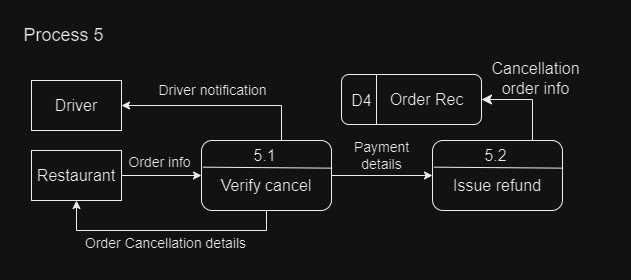 Process 5
Cancellation
order info
Driver notification
Driver
D4
Order Rec
5.1
Payment
details
5.2
Order info
Restaurant
Verify cancel
Issue refund
Order Cancellation details